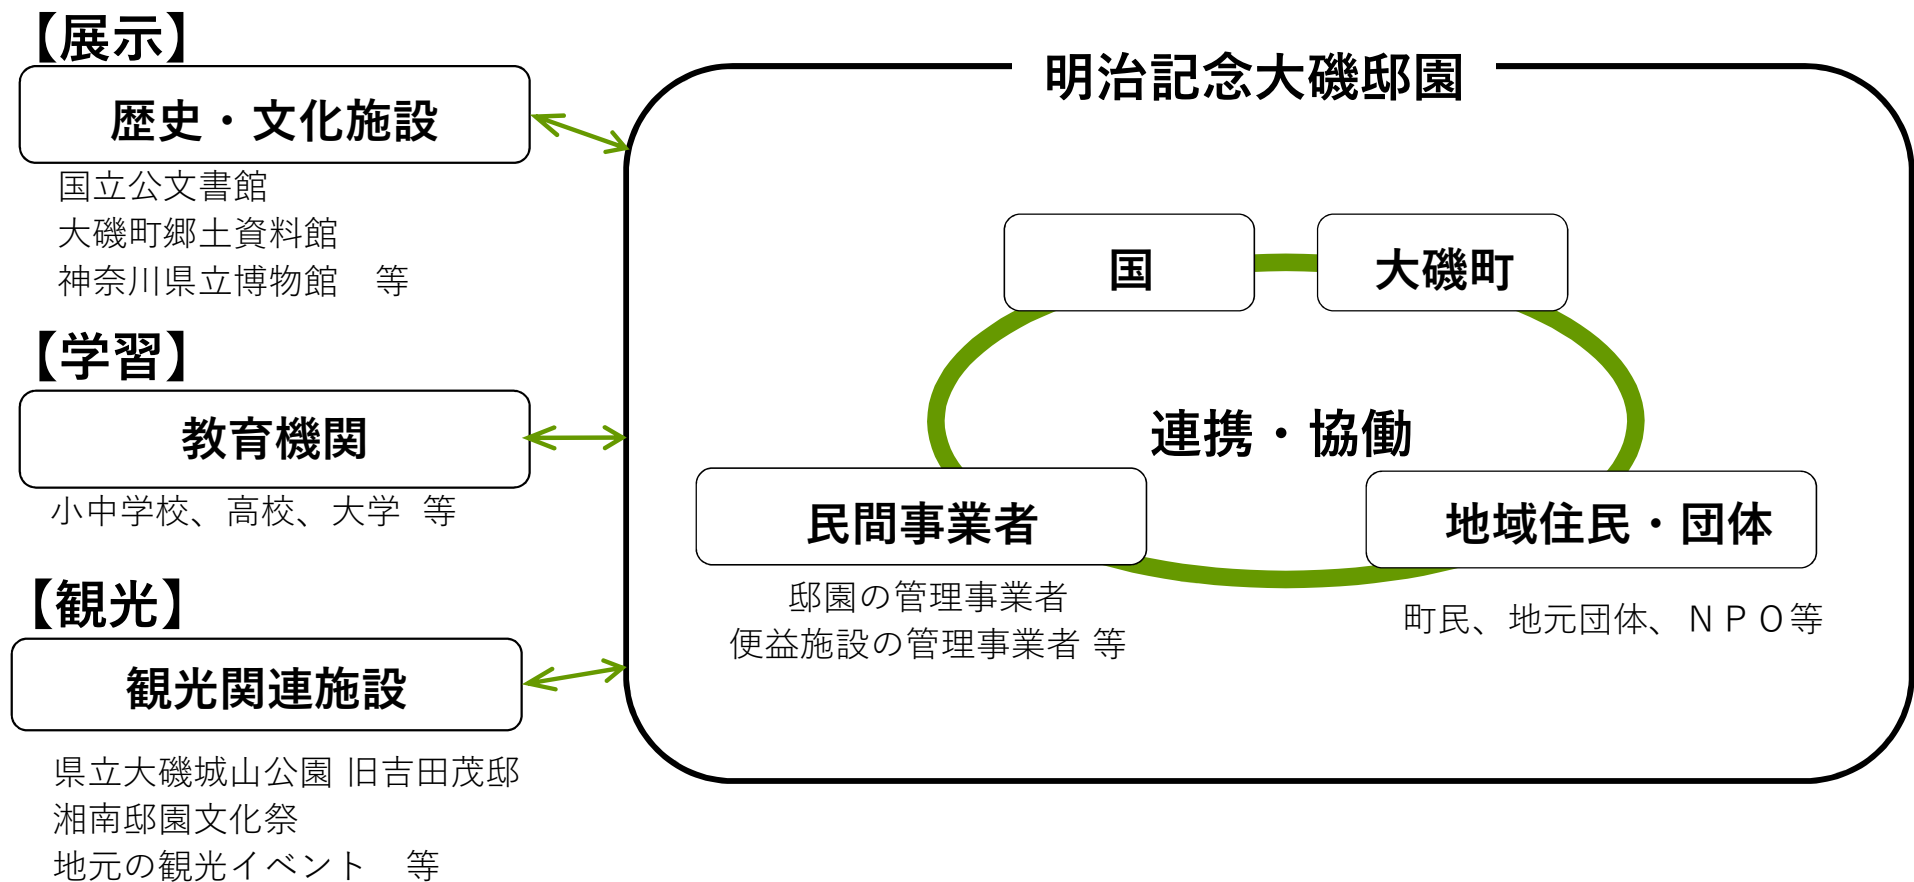 【展示】
歴史・文化施設
国立公文書館
大磯町郷土資料館
神奈川県立博物館　等
【学習】
教育機関
小中学校、高校、大学 等
【観光】
観光関連施設
県立大磯城山公園 旧吉田茂邸
湘南邸園文化祭
地元の観光イベント　等
明治記念大磯邸園
国
大磯町
連携・協働
民間事業者
邸園の管理事業者
便益施設の管理事業者 等
地域住民・団体
町民、地元団体、ＮＰＯ等